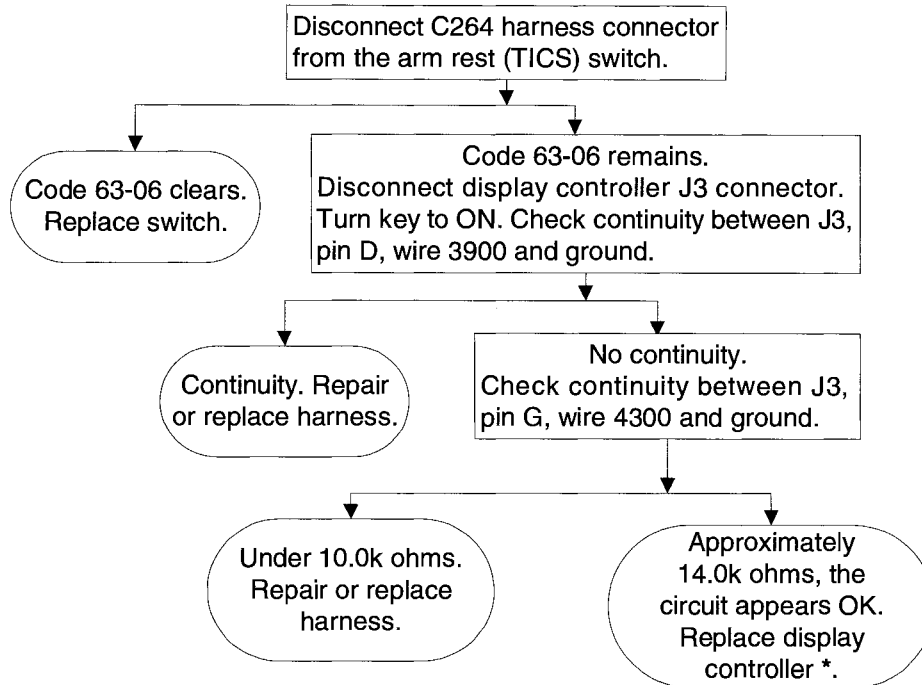 Disconnect C264 harness connector
from the arm rest (TICS) switch.
Code 63-06 clears.
Replace switch.
Code 63-06 remains.
Disconnect display controller J3 connector.
Turn key to ON. Check continuity between J3,
pin D, wire 3900 and ground.
Continuity. Repair
or replace harness.
No continuity.
Check continuity between J3,
pin G, wire 4300 and ground.
Under 10.0k ohms.
Repair or replace
harness.
Approximately
14.0k ohms, the
circuit appears OK.
Replace display
controller *.